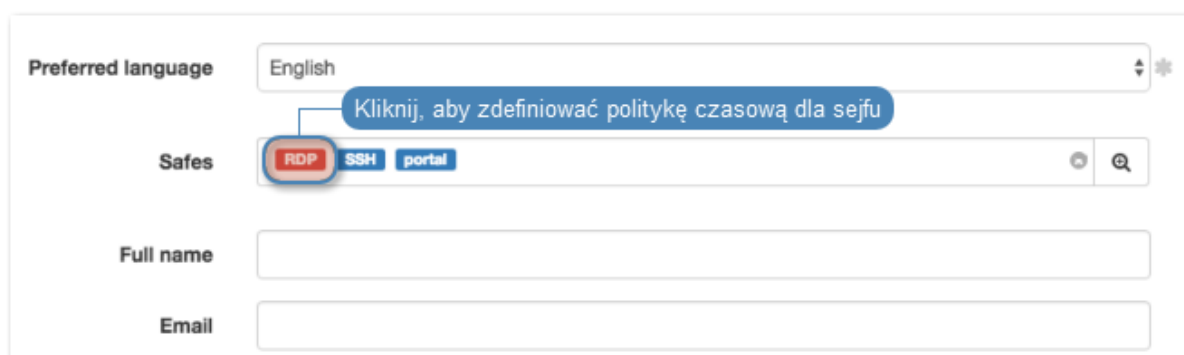 Preferred language English
Kliknij, aby zdefiniować politykę czasową dla sejfu
Safes RDP SSH portal
Full name
Email